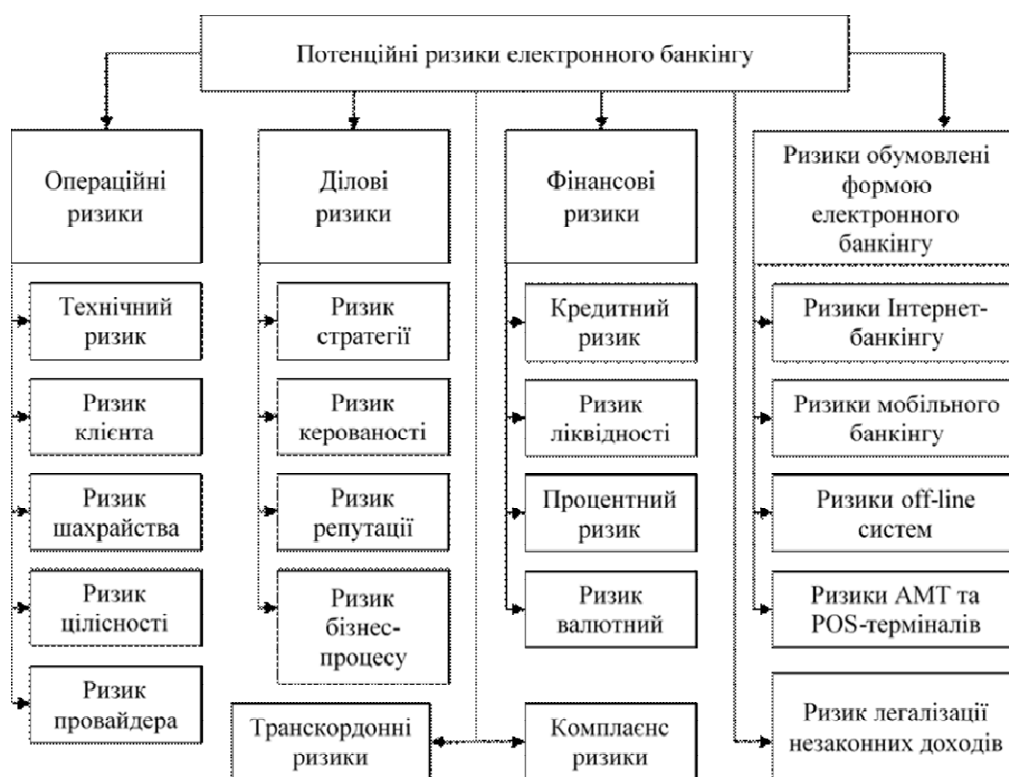 Потенційні ризики електронного банкінгу
Операційні
ризики
Ділові
ризики
Фінансові
ризики
Ризики обумовлені
формою
електронного
банкінгу
Технічний
ризик
Ризик
стратегії
Кредитний
ризик
Ризики Інтернет-
банкінгу
Ризик
клієнта
Ризик
керованості
Ризик
ліквідності
Ризики мобільного
банкінгу
Ризик
шахрайства
Ризик
репутації
Процентний
ризик
Ризики off-line
систем
Ризик
цілісності
Ризик
бізнес-
процесу
Ризик
валютний
Ризики АМТ та
POS-терміналів
Ризик
провайдера
Транскордонні
ризики
Комплаєнс
ризики
Ризик легалізації
незаконних доходів